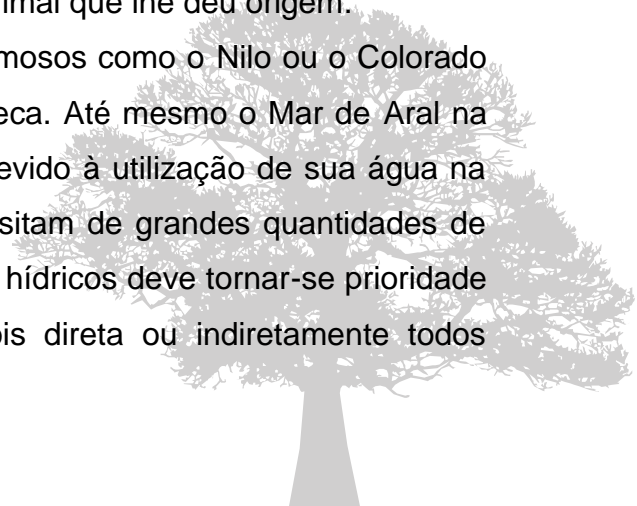 imal que lhe deu origem.
mosos como o Nilo ou o Colorado
eca. Até mesmo o Mar de Aral na
evido à utilização de sua água na
sitam de grandes quantidades de
hídricos deve tornar-se prioridade
is direta ou indiretamente todos